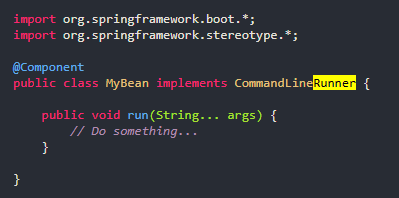 import org.springframework.boot.*;
import org.springframework.stereotype.*;

@Component
public class MyBean implements CommandLineRunner {

    public void run(String... args) {
        // Do something...
    }

}